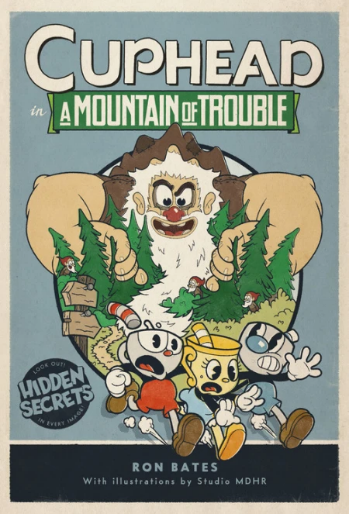 CUPHEAD
in A MOUNTAIN OF TROUBLE
LOOK OUT!
HIDDEN
SECRETS
IN EVERY IMAGE!
RON BATES
With illustrations by Studio MDHR